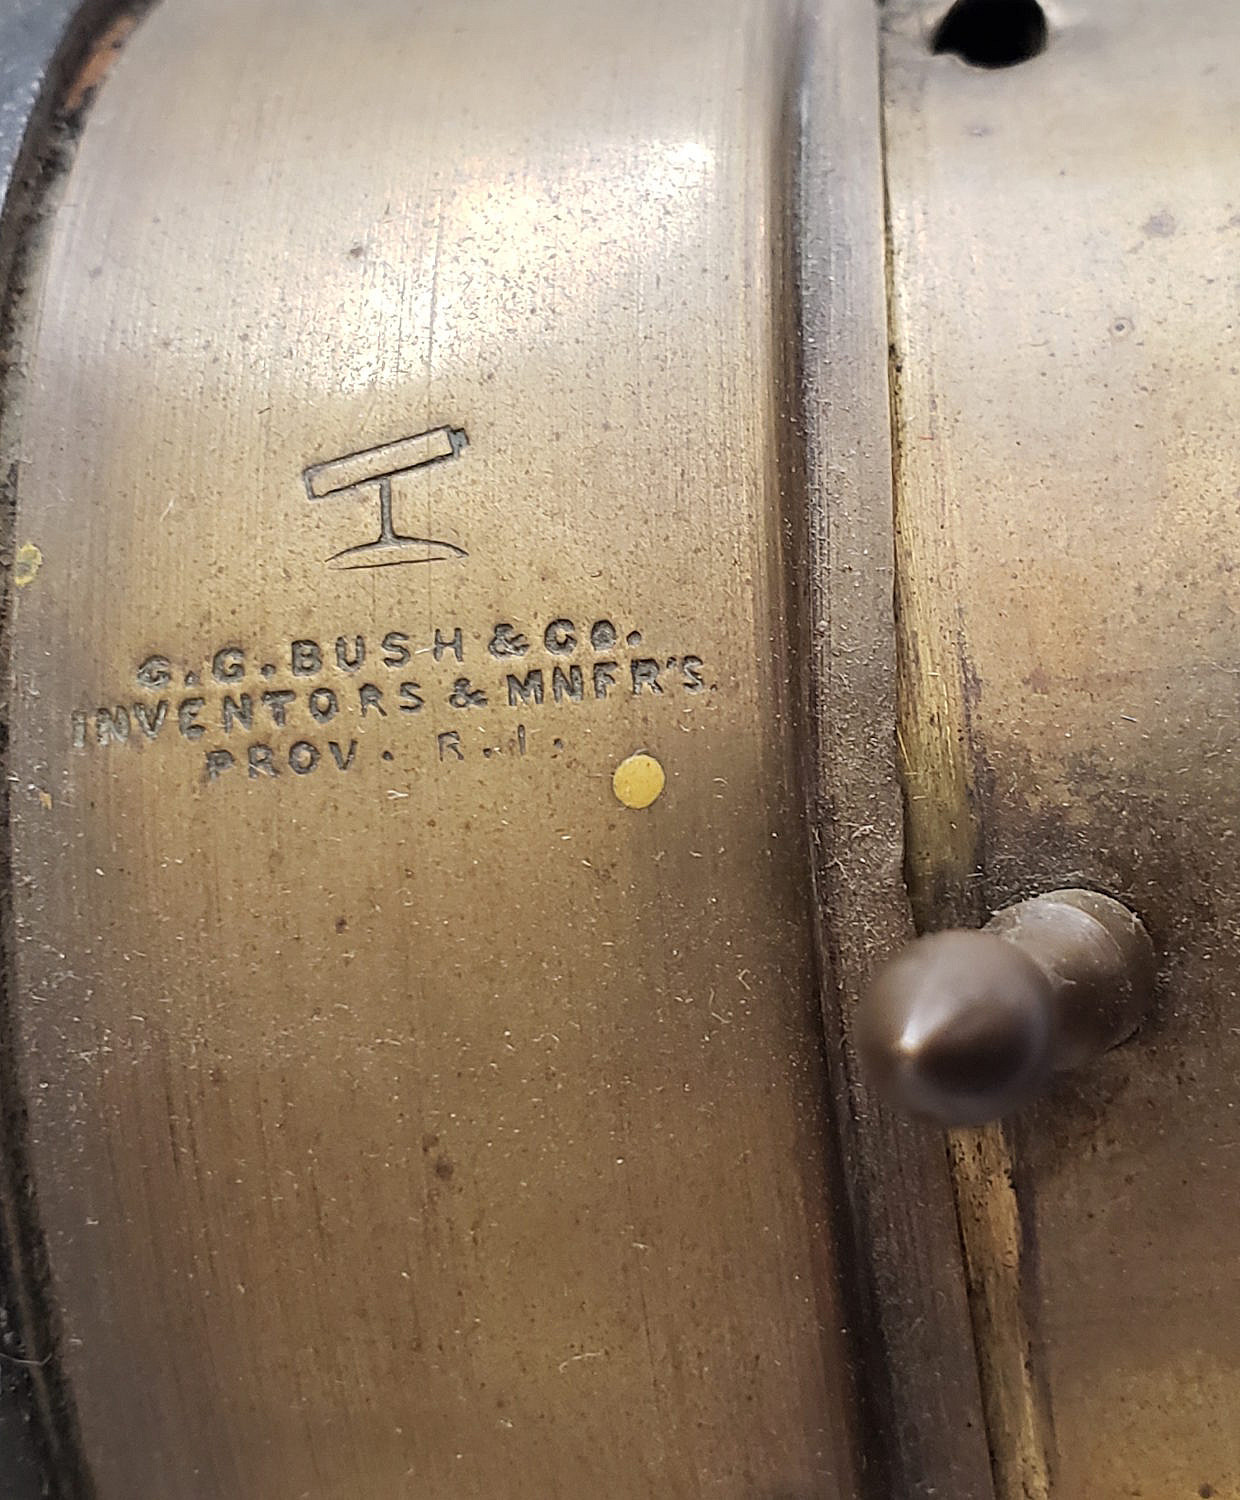 C. G. BUSH & CO.
INVENTORS & MNFR'S.
PROV. R.I.